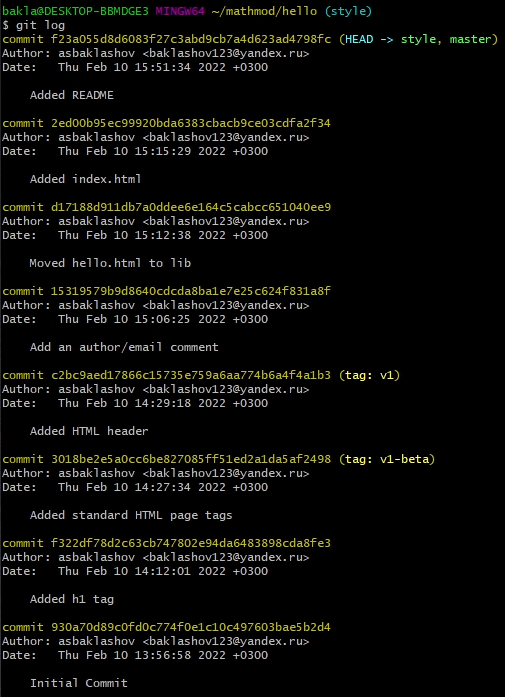 bakla@DESKTOP-BBMDGE3 MINGW64 ~/mathmod/hello (style)
$ git log
commit f23a055d8d6083f27c3abd9cb7a4d623ad4798fc (HEAD -> style, master)
Author: asbaklashov <baklashov123@yandex.ru>
Date:   Thu Feb 10 15:51:34 2022 +0300

    Added README

commit 2ed00b95ec99920bda6383cbacb9ce03cdfa2f34
Author: asbaklashov <baklashov123@yandex.ru>
Date:   Thu Feb 10 15:15:29 2022 +0300

    Added index.html

commit d17188d911db7a0ddee6e164c5cabcc651040ee9
Author: asbaklashov <baklashov123@yandex.ru>
Date:   Thu Feb 10 15:12:38 2022 +0300

    Moved hello.html to lib

commit 15319579b9d8640cdcda8ba1e7e25c624f831a8f
Author: asbaklashov <baklashov123@yandex.ru>
Date:   Thu Feb 10 15:06:25 2022 +0300

    Add an author/email comment

commit c2bc9aed17866c15735e759a6aa774b6a4f4a1b3 (tag: v1)
Author: asbaklashov <baklashov123@yandex.ru>
Date:   Thu Feb 10 14:29:18 2022 +0300

    Added HTML header

commit 3018be2e5a0cc6be827085ff51ed2a1da5af2498 (tag: v1-beta)
Author: asbaklashov <baklashov123@yandex.ru>
Date:   Thu Feb 10 14:27:34 2022 +0300

    Added standard HTML page tags

commit f322df78d2c63cb747802e94da6483898cda8fe3
Author: asbaklashov <baklashov123@yandex.ru>
Date:   Thu Feb 10 14:12:01 2022 +0300

    Added h1 tag

commit 930a70d89c0fd0c774f0e1c10c497603bae5b2d4
Author: asbaklashov <baklashov123@yandex.ru>
Date:   Thu Feb 10 13:56:58 2022 +0300

    Initial Commit